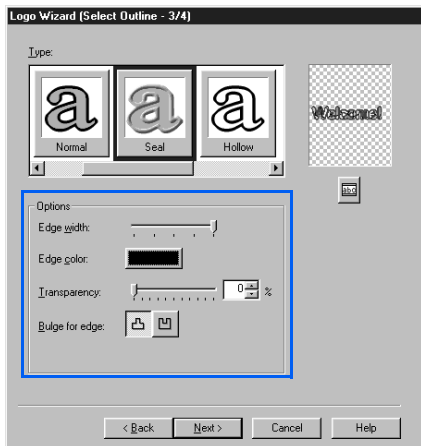 Logo Wizard (Select Outline - 3/4)
Type:
a a a
Normal Seal Hollow
Welcome!
abc
Options
Edge width:
Edge color:
Transparency: 0 %
Bulge for edge:
< Back Next > Cancel Help